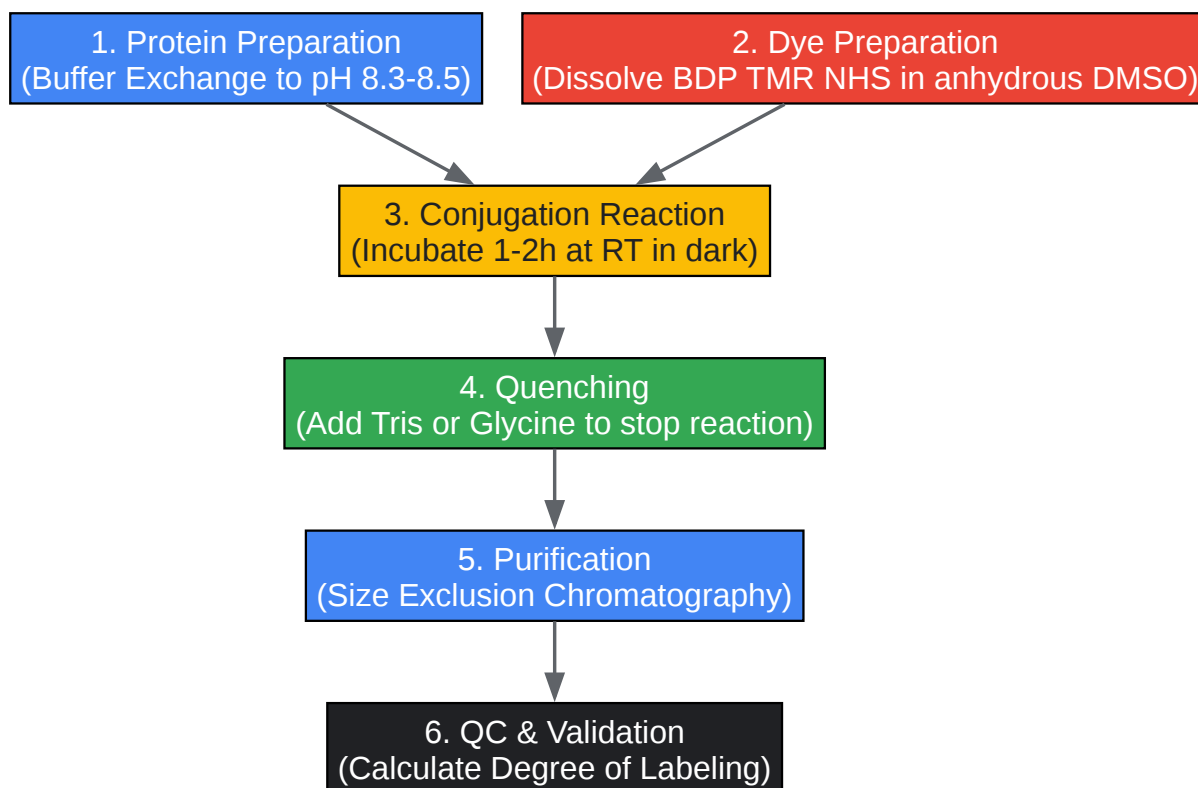 1. Protein Preparation
(Buffer Exchange to pH 8.3-8.5)
2. Dye Preparation
(Dissolve BDP TMR NHS in anhydrous DMSO)
3. Conjugation Reaction
(Incubate 1-2h at RT in dark)
4. Quenching
(Add Tris or Glycine to stop reaction)
5. Purification
(Size Exclusion Chromatography)
6. QC & Validation
(Calculate Degree of Labeling)